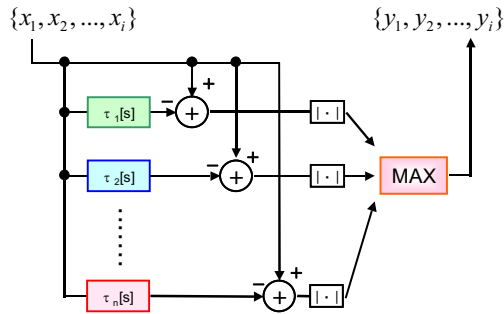 {x₁, x₂, ..., xᵢ}
{y₁, y₂, ..., yᵢ}
+
τ₁[s]
−
+
|·|
+
τ₂[s]
−
+
|·|
MAX
+
τₙ[s]
−
+
|·|